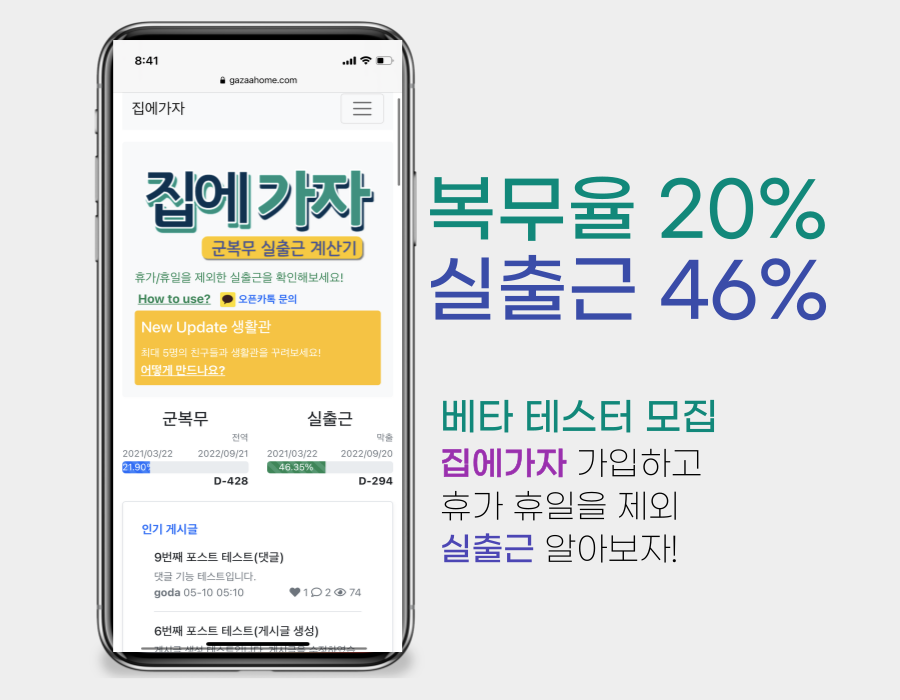 8:41
gazaahome.com
집에가자
집에 가자
군복무 실출근 계산기
휴가/휴일을 제외한 실출근을 확인해보세요!
How to use? 오픈카톡 문의
New Update 생활관
최대 5명의 친구들과 생활관을 꾸려보세요!
어떻게 만드나요?
군복무
전역
2021/03/22 2022/09/21
21.90%
D-428
실출근
막출
2021/03/22 2022/09/20
46.35%
D-294
인기 게시글
9번째 포스트 테스트(댓글)
댓글 기능 테스트입니다.
goda 05-10 05:10 1 2 74
6번째 포스트 테스트(게시글 생성)
복무율 20%
실출근 46%
베타 테스터 모집
집에가자 가입하고
휴가 휴일을 제외
실출근 알아보자!